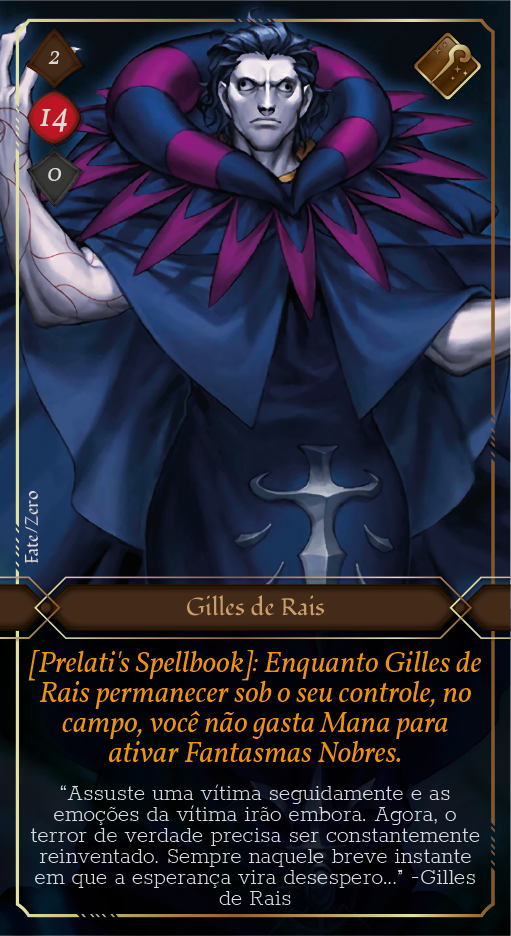 2
14
0
Fate/Zero
Gilles de Rais
[Prelati's Spellbook]: Enquanto Gilles de
Rais permanecer sob o seu controle, no
campo, você não gasta Mana para
ativar Fantasmas Nobres.
“Assuste uma vítima seguidamente e as
emoções da vítima irão embora. Agora, o
terror de verdade precisa ser constantemente
reinventado. Sempre naquele breve instante
em que a esperança vira desespero...” -Gilles
de Rais